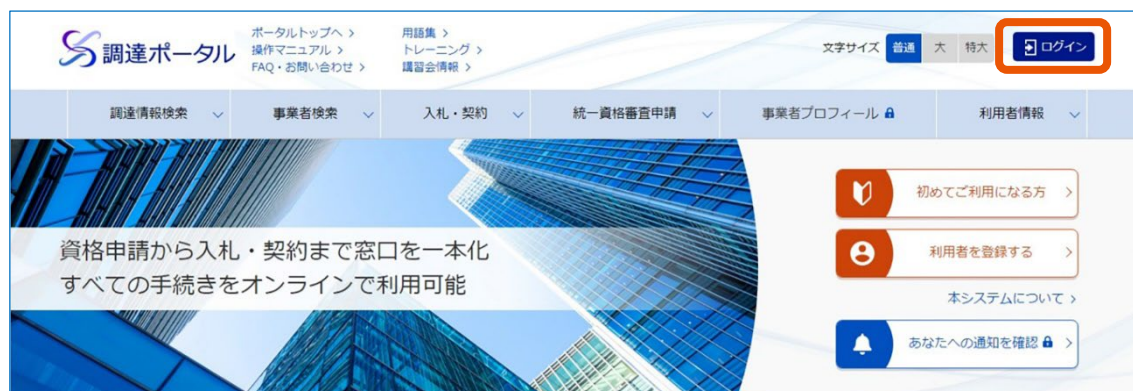 調達ポータル
ポータルトップへ >
操作マニュアル >
FAQ・お問い合わせ >
用語集 >
トレーニング >
講習会情報 >
文字サイズ 普通 大 特大
ログイン
調達情報検索
事業者検索
入札・契約
統一資格審査申請
事業者プロフィール
利用者情報
資格申請から入札・契約まで窓口を一本化
すべての手続きをオンラインで利用可能
初めてご利用になる方 >
利用者を登録する >
本システムについて >
あなたへの通知を確認 >